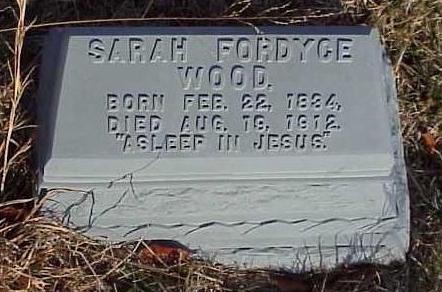 SARAH FORDYCE
WOOD.
BORN FEB. 22, 1834,
DIED AUG. 19, 1912.
"ASLEEP IN JESUS."